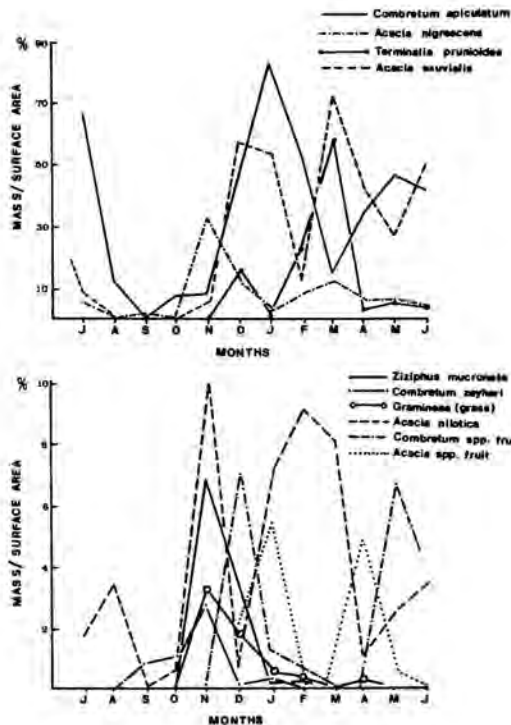 %
Combretum apiculatum
Acacia nigrescens
Terminalia prunioides
Acacia exuvialis
90
70
50
30
10
MASS/SURFACE AREA
J A S O N D J F M A M J
MONTHS
%
Ziziphus mucronata
Combretum zeyheri
Gramineae (grass)
Acacia nilotica
Combretum spp. fru
Acacia spp. fruit
10
8
6
4
2
MASS/SURFACE AREA
J A S O N D J F M A M J
MONTHS